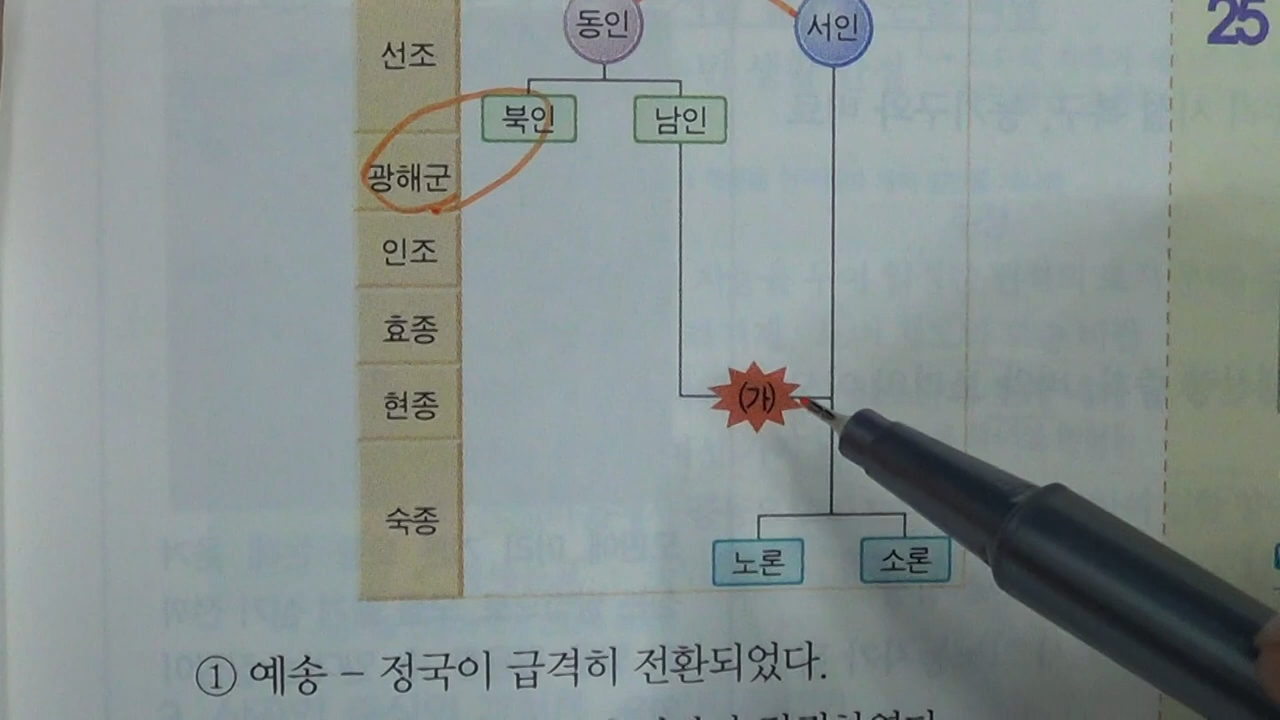 25
선조
동인
서인
북인
남인
광해군
인조
효종
현종
(가)
숙종
노론
소론
① 예송 – 정국이 급격히 전환되었다.